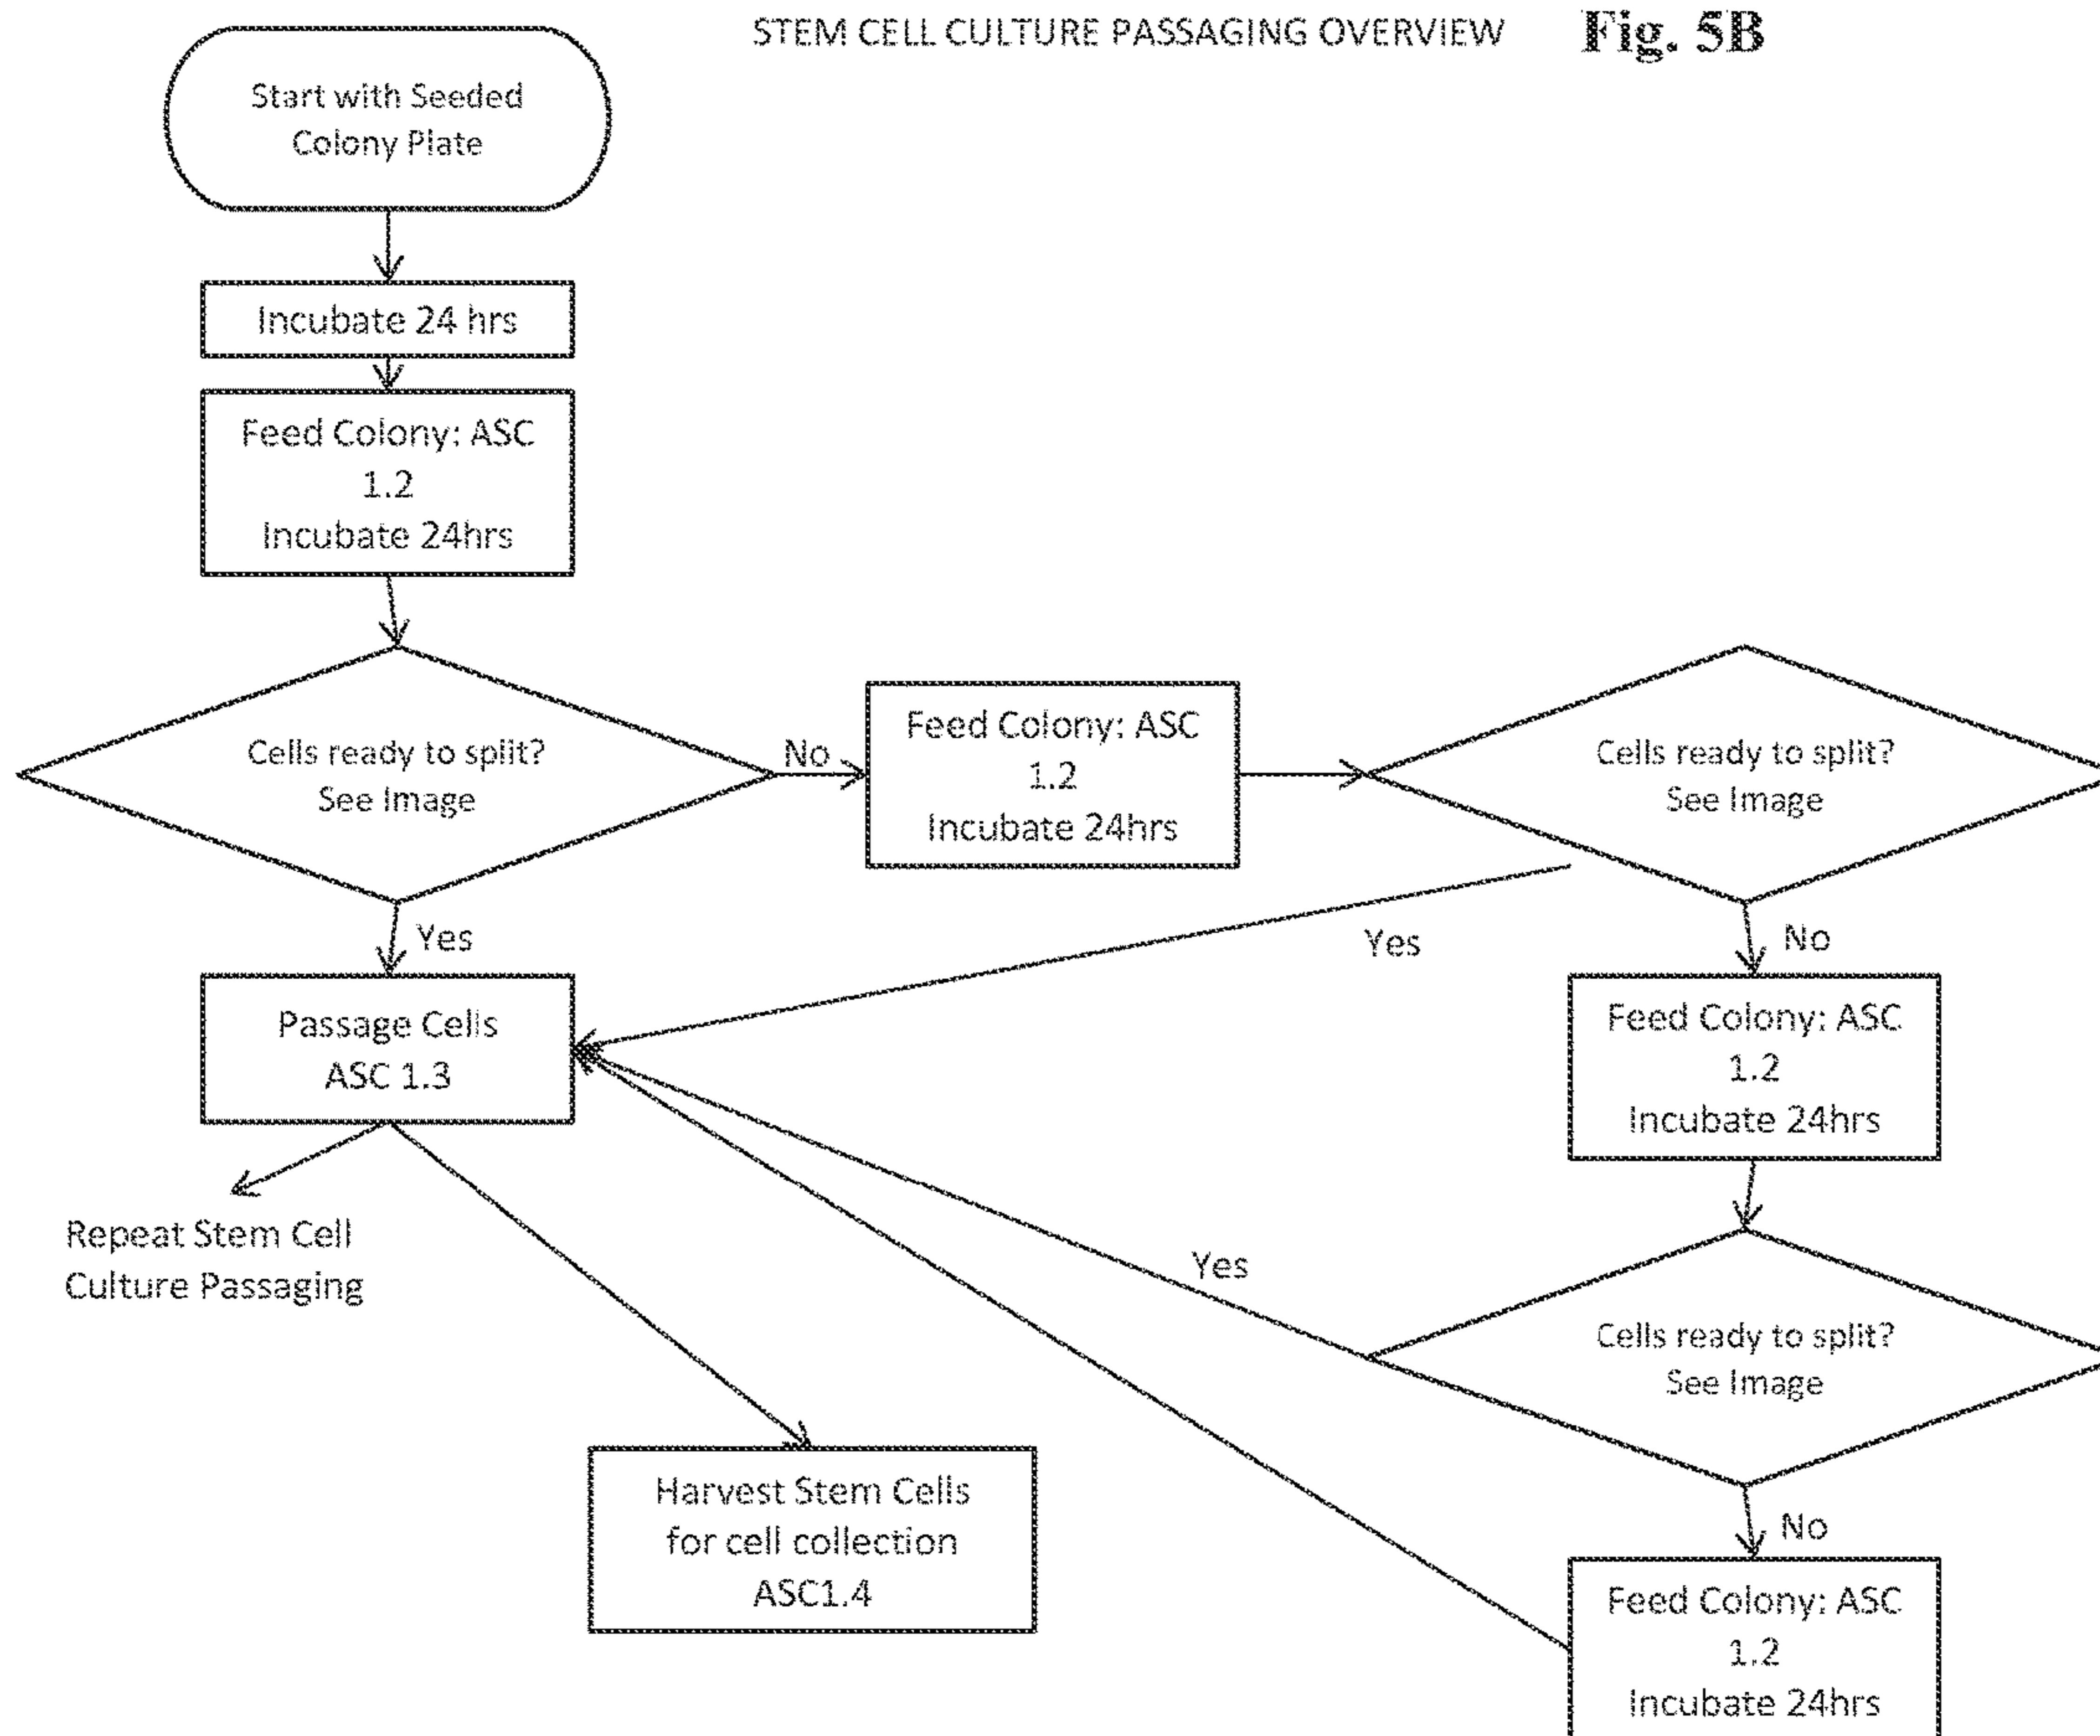 STEM CELL CULTURE PASSAGING OVERVIEW Fig. 5B
Start with Seeded
Colony Plate
Incubate 24 hrs
Feed Colony: ASC
1.2
Incubate 24hrs
Cells ready to split?
See Image
No
Feed Colony: ASC
1.2
Incubate 24hrs
Cells ready to split?
See Image
Yes
Yes
No
Passage Cells
ASC 1.3
Feed Colony: ASC
1.2
Incubate 24hrs
Repeat Stem Cell
Culture Passaging
Yes
Cells ready to split?
See Image
Harvest Stem Cells
for cell collection
ASC1.4
No
Feed Colony: ASC
1.2
Incubate 24hrs